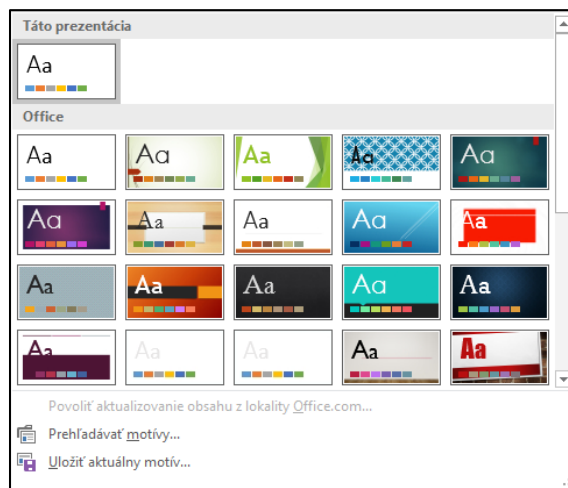 Táto prezentácia
Aa
Office
Aa Aa Aa Aa Aa
Aa Aa Aa Aa Aa
Aa Aa Aa Aa Aa
Aa Aa Aa Aa Aa
Povoliť aktualizovanie obsahu z lokality Office.com...
Prehľadávať motívy...
Uložiť aktuálny motív...